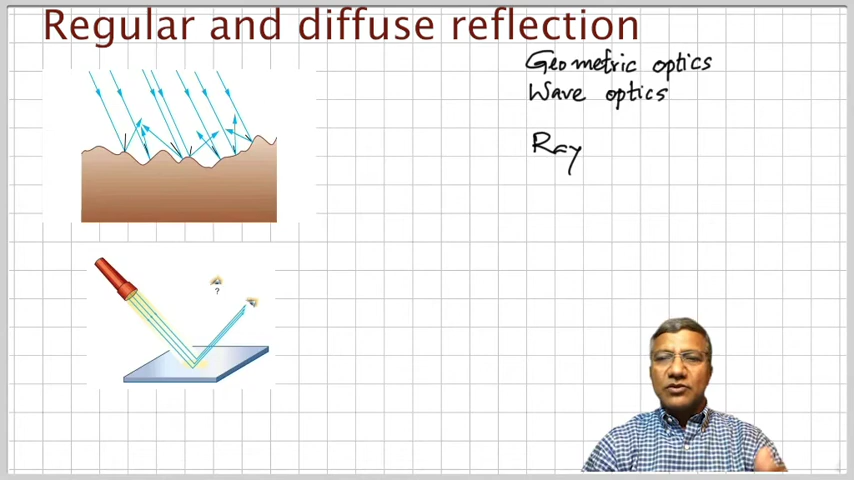 Regular and diffuse reflection
Geometric optics
Wave optics
Ray
?